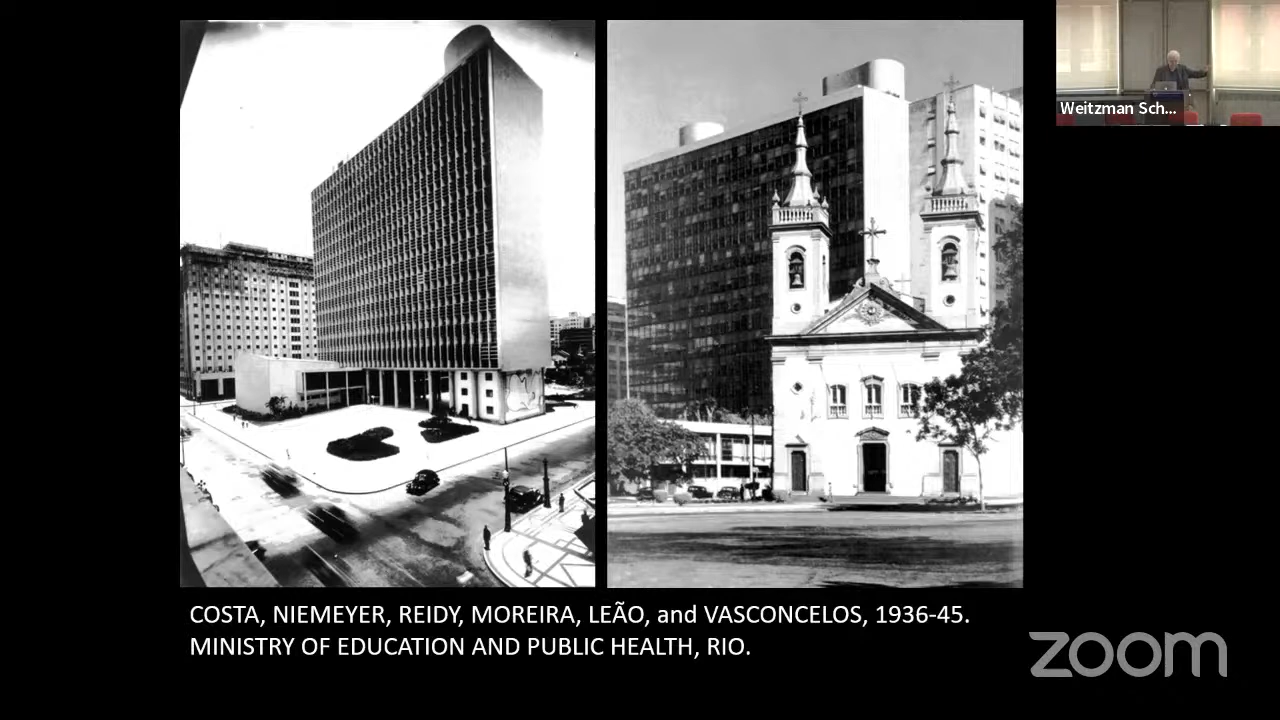 Weitzman Sch...
COSTA, NIEMEYER, REIDY, MOREIRA, LEÃO, and VASCONCELOS, 1936-45.
MINISTRY OF EDUCATION AND PUBLIC HEALTH, RIO.
zoom